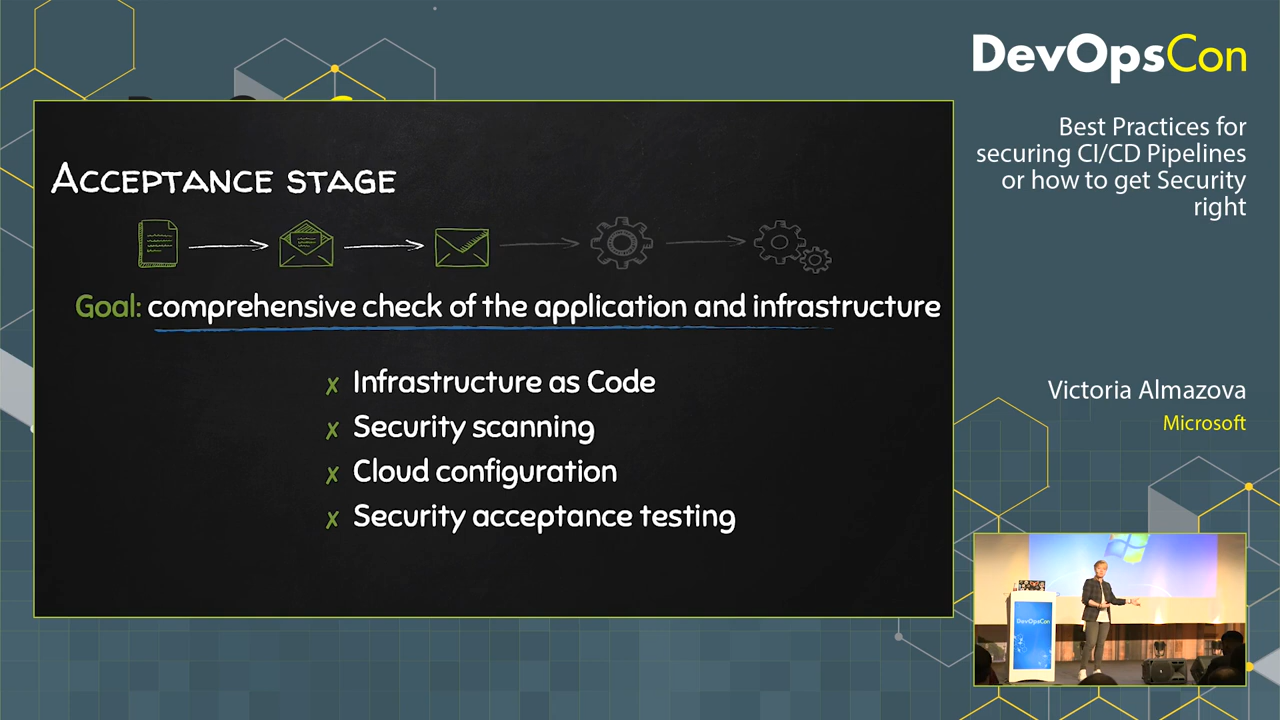 DevOpsCon
Best Practices for
securing CI/CD Pipelines
or how to get Security
right
ACCEPTANCE STAGE
Goal: comprehensive check of the application and infrastructure
✗ Infrastructure as Code
✗ Security scanning
✗ Cloud configuration
✗ Security acceptance testing
Victoria Almazova
Microsoft
DevOpsCon